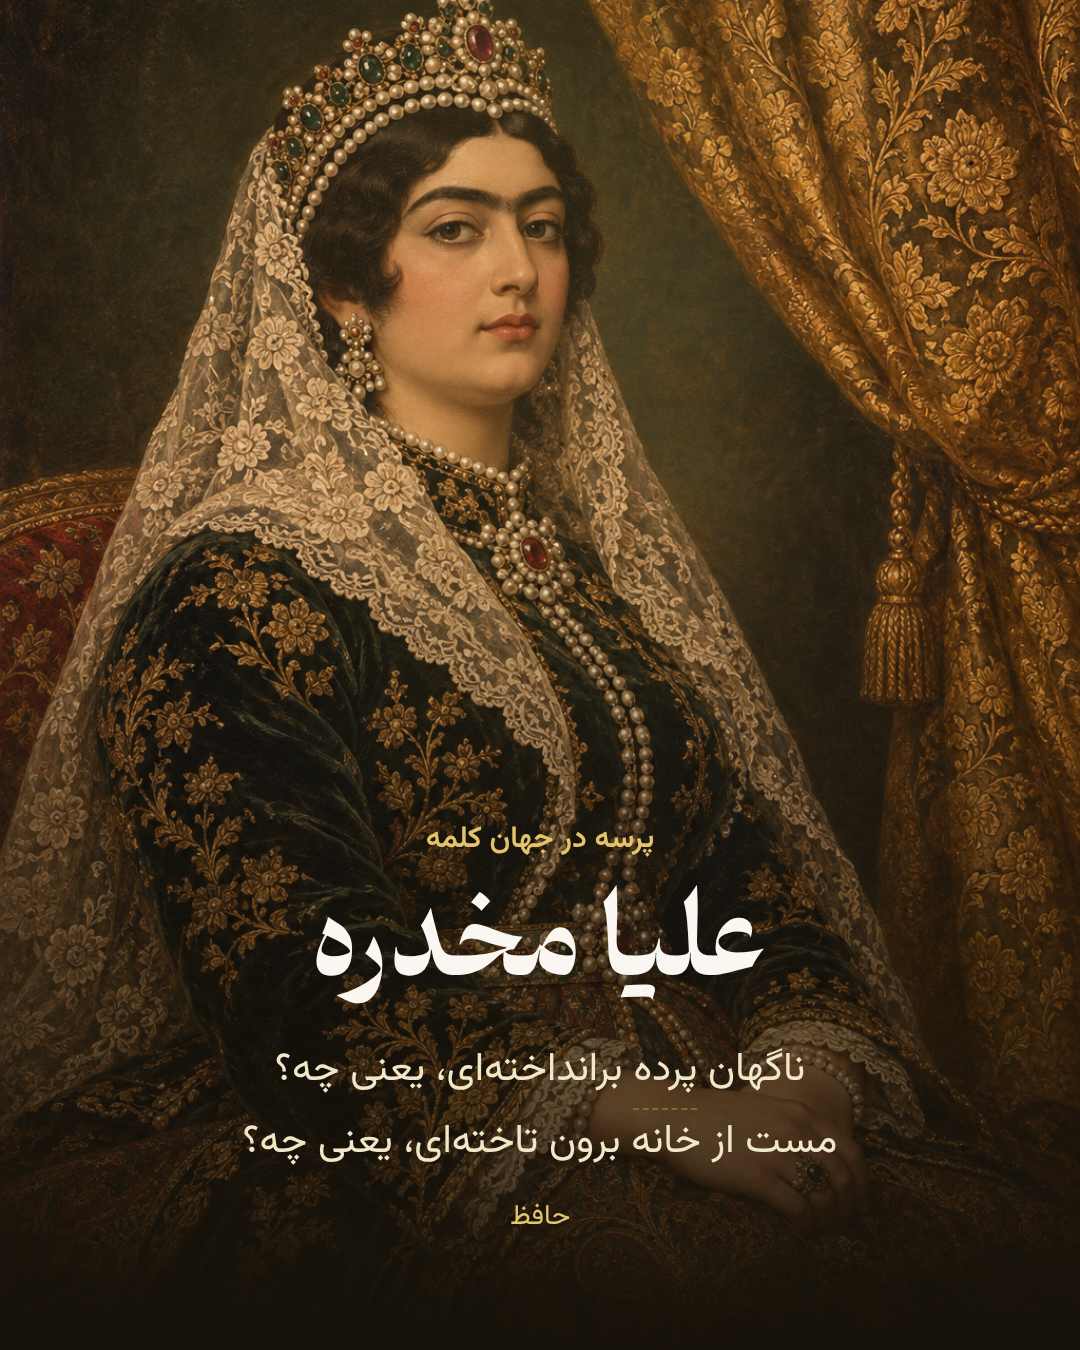 پرسه در جهان کلمه
علیا مخدره
ناگهان پرده برانداخته‌ای، یعنی چه؟
مست از خانه برون تاخته‌ای، یعنی چه؟
حافظ